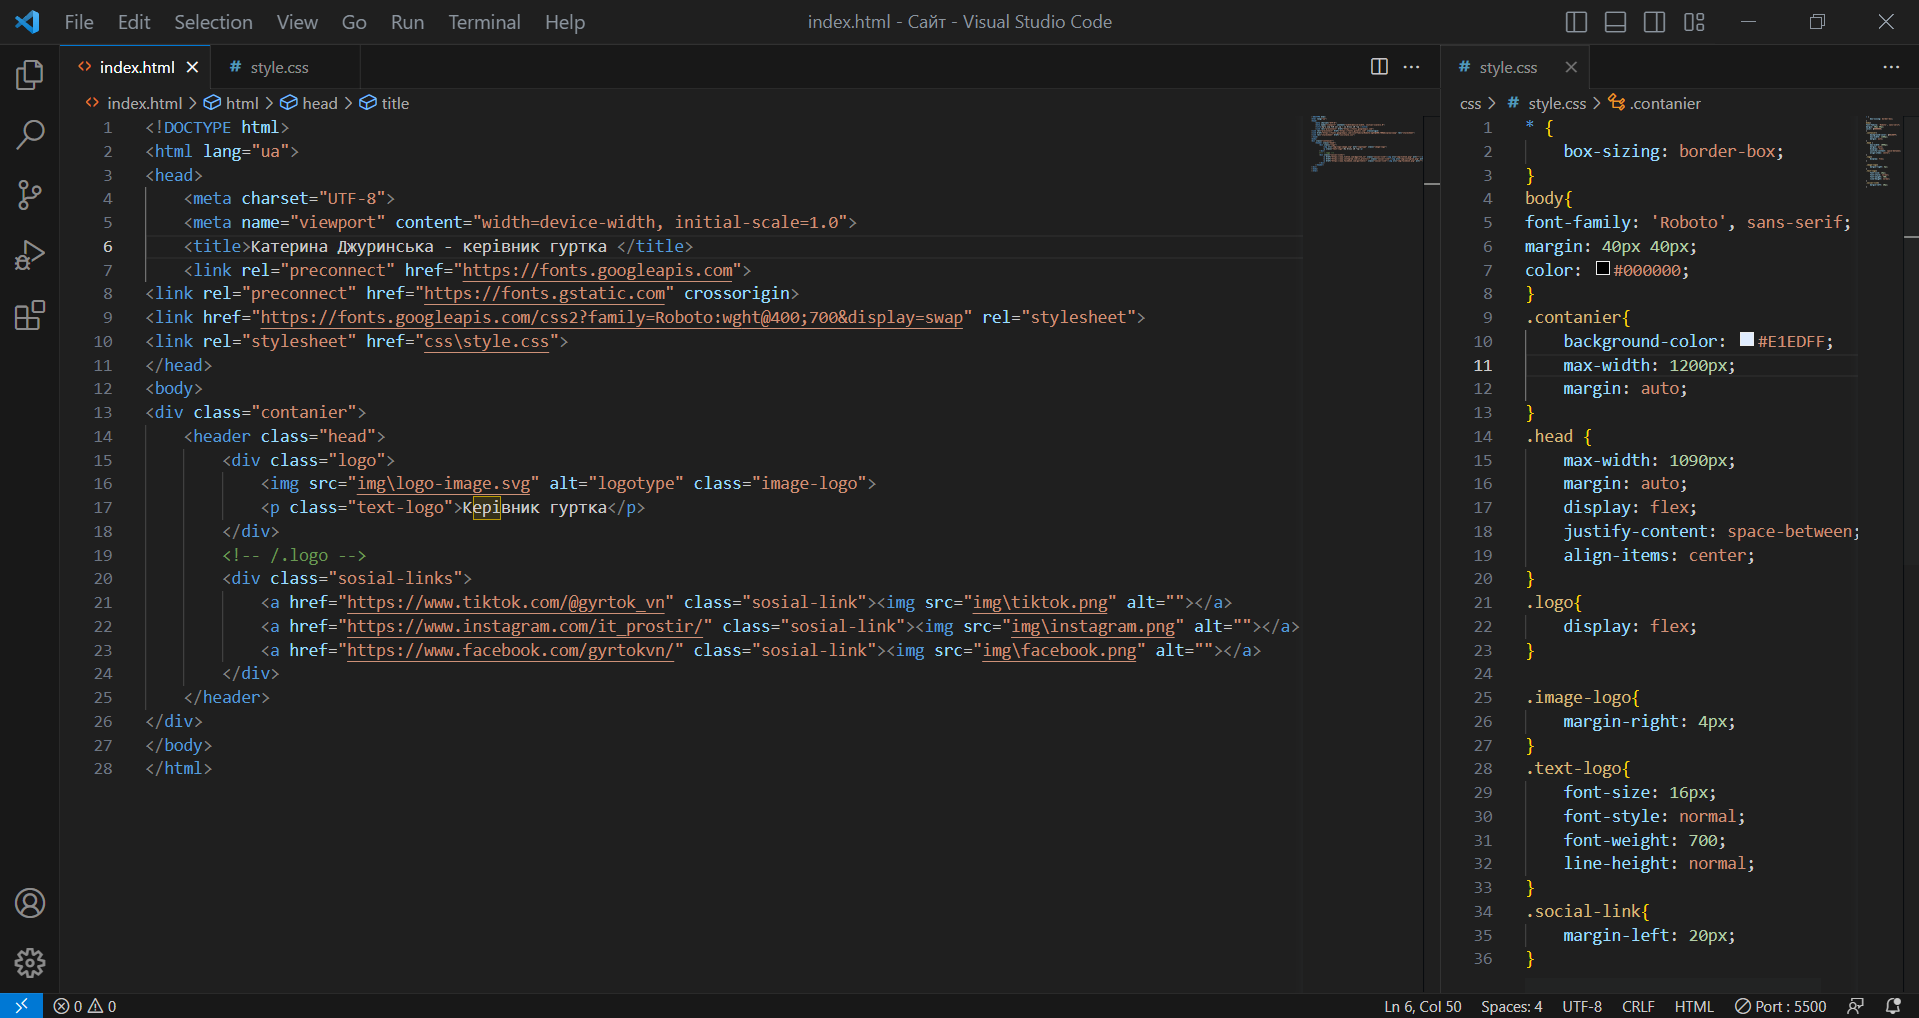 File Edit Selection View Go Run Terminal Help
index.html - Сайт - Visual Studio Code
index.html
# style.css
index.html > html > head > title
1 <!DOCTYPE html>
2 <html lang="ua">
3 <head>
4 <meta charset="UTF-8">
5 <meta name="viewport" content="width=device-width, initial-scale=1.0">
6 <title>Катерина Джуринська - керівник гуртка </title>
7 <link rel="preconnect" href="https://fonts.googleapis.com">
8 <link rel="preconnect" href="https://fonts.gstatic.com" crossorigin>
9 <link href="https://fonts.googleapis.com/css2?family=Roboto:wght@400;700&display=swap" rel="stylesheet">
10 <link rel="stylesheet" href="css\style.css">
11 </head>
12 <body>
13 <div class="contanier">
14 <header class="head">
15 <div class="logo">
16 <img src="img\logo-image.svg" alt="logotype" class="image-logo">
17 <p class="text-logo">Керівник гуртка</p>
18 </div>
19 <!-- /.logo -->
20 <div class="sosial-links">
21 <a href="https://www.tiktok.com/@gyrtok_vn" class="sosial-link"><img src="img\tiktok.png" alt=""></a>
22 <a href="https://www.instagram.com/it_prostir/" class="sosial-link"><img src="img\instagram.png" alt=""></a>
23 <a href="https://www.facebook.com/gyrtokvn/" class="sosial-link"><img src="img\facebook.png" alt=""></a>
24 </div>
25 </header>
26 </div>
27 </body>
28 </html>
# style.css
css > # style.css > .contanier
1 * {
2 box-sizing: border-box;
3 }
4 body{
5 font-family: 'Roboto', sans-serif;
6 margin: 40px 40px;
7 color: #000000;
8 }
9 .contanier{
10 background-color: #E1EDFF;
11 max-width: 1200px;
12 margin: auto;
13 }
14 .head {
15 max-width: 1090px;
16 margin: auto;
17 display: flex;
18 justify-content: space-between;
19 align-items: center;
20 }
21 .logo{
22 display: flex;
23 }
24
25 .image-logo{
26 margin-right: 4px;
27 }
28 .text-logo{
29 font-size: 16px;
30 font-style: normal;
31 font-weight: 700;
32 line-height: normal;
33 }
34 .social-link{
35 margin-left: 20px;
36 }
0 0
Ln 6, Col 50 Spaces: 4 UTF-8 CRLF HTML Port : 5500